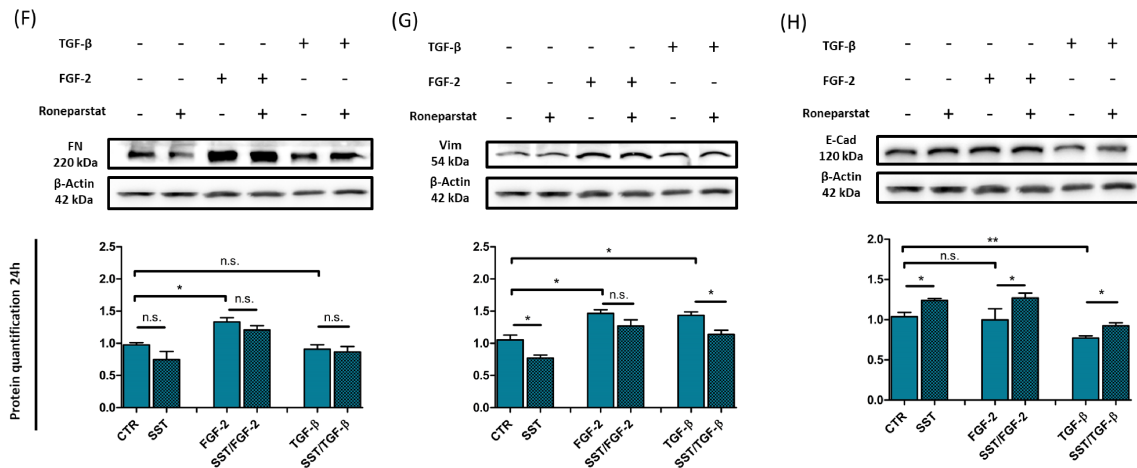 (F)
TGF-β - - - - + +
FGF-2 - - + + - -
Roneparstat - + - + - +
FN
220 kDa
β-Actin
42 kDa
Protein quantification 24h
2.5
2.0
1.5
1.0
0.5
0.0
n.s.
*
n.s.
n.s.
n.s.
CTR
SST
FGF-2
SST/FGF-2
TGF-β
SST/TGF-β
(G)
TGF-β - - - - + +
FGF-2 - - + + - -
Roneparstat - + - + - +
Vim
54 kDa
β-Actin
42 kDa
2.5
2.0
1.5
1.0
0.5
0.0
*
*
n.s.
*
*
CTR
SST
FGF-2
SST/FGF-2
TGF-β
SST/TGF-β
(H)
TGF-β - - - - + +
FGF-2 - - + + - -
Roneparstat - + - + - +
E-Cad
120 kDa
β-Actin
42 kDa
2.0
1.5
1.0
0.5
0.0
**
n.s.
*
*
*
CTR
SST
FGF-2
SST/FGF-2
TGF-β
SST/TGF-β